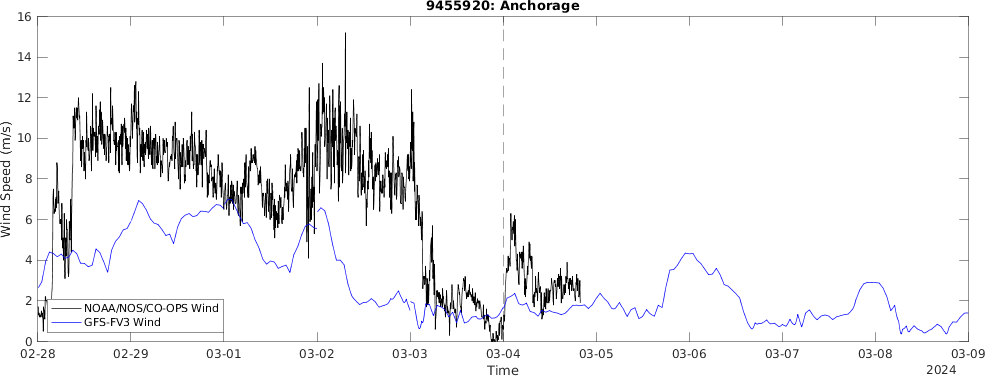 9455920: Anchorage
16
14
12
10
8
6
4
2
0
Wind Speed (m/s)
NOAA/NOS/CO-OPS Wind
GFS-FV3 Wind
02-28 02-29 03-01 03-02 03-03 03-04 03-05 03-06 03-07 03-08 03-09
Time
2024